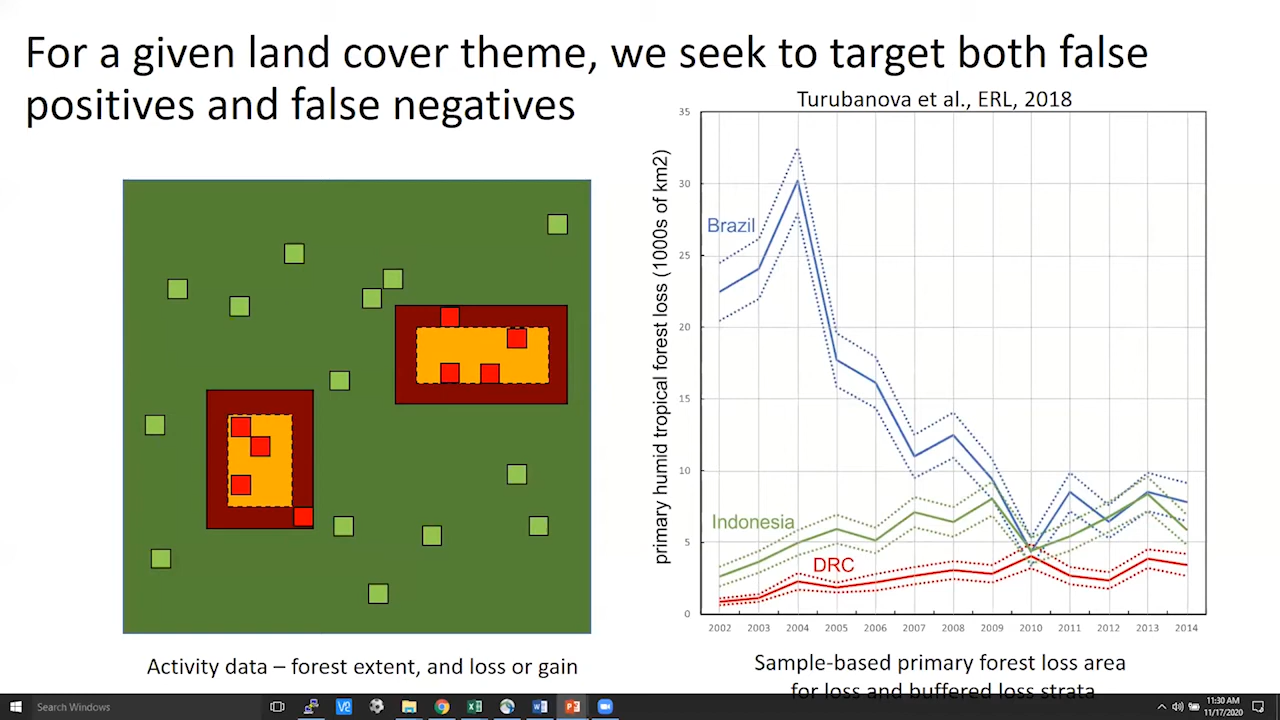 For a given land cover theme, we seek to target both false
positives and false negatives
Turubanova et al., ERL, 2018
primary humid tropical forest loss (1000s of km2)
35
30
25
20
15
10
5
0
Brazil
Indonesia
DRC
2002 2003 2004 2005 2006 2007 2008 2009 2010 2011 2012 2013 2014
Activity data – forest extent, and loss or gain
Sample-based primary forest loss area
for loss and buffered loss strata
Search Windows
11:30 AM
11/17/2020